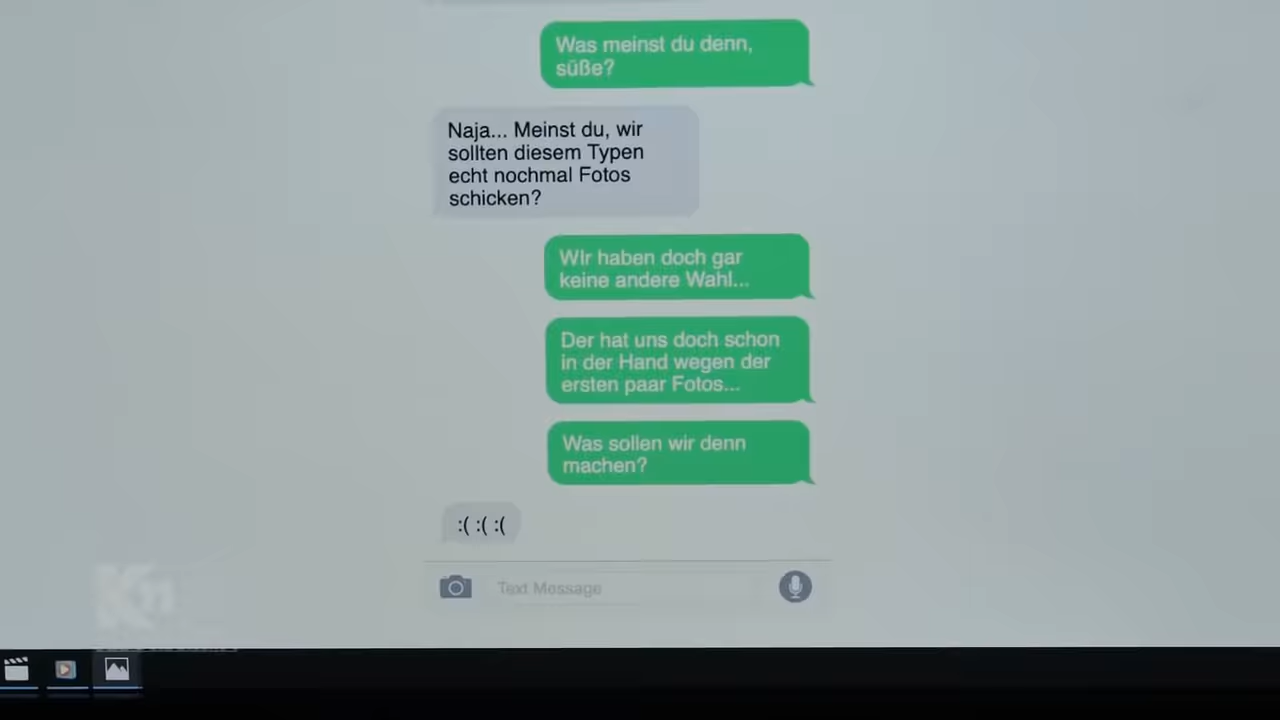 Was meinst du denn,
süße?
Naja... Meinst du, wir
sollten diesem Typen
echt nochmal Fotos
schicken?
WIr haben doch gar
keine andere Wahl...
Der hat uns doch schon
in der Hand wegen der
ersten paar Fotos...
Was sollen wir denn
machen?
:( :( :(
Text Message
K11